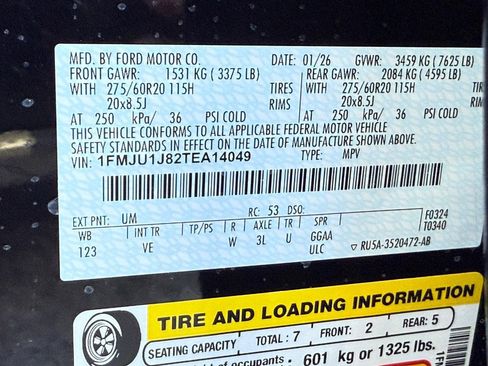 MFD. BY FORD MOTOR CO. DATE: 01/26 GVWR: 3459 KG ( 7625 LB)
FRONT GAWR: 1531 KG ( 3375 LB) REAR GAWR: 2084 KG ( 4595 LB)
WITH 275/60R20 115H TIRES WITH 275/60R20 115H
20x8.5J RIMS 20x8.5J
AT 250 kPa/ 36 PSI COLD AT 250 kPa/ 36 PSI COLD
THIS VEHICLE CONFORMS TO ALL APPLICABLE FEDERAL MOTOR VEHICLE
SAFETY STANDARDS IN EFFECT ON THE DATE OF MANUFACTURE SHOWN ABOVE.
VIN: 1FMJU1J82TEA14049 TYPE: MPV
EXT PNT: UM RC: 53 DSO:
WB INT TR TP/PS R AXLE TR SPR F0324
123 VE W 3L U GGAA T0340
ULC RU5A-3520472-AB
TIRE AND LOADING INFORMATION
SEATING CAPACITY TOTAL : 7 FRONT: 2 REAR: 5
of occupants - 601 kg or 1325 lbs.